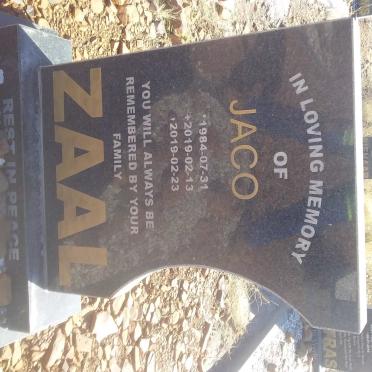 IN LOVING MEMORY
OF
JACO
*1984-07-31
+2019-02-13
†2019-02-23
YOU WILL ALWAYS BE
REMEMBERED BY YOUR
FAMILY
ZAAL
REST IN PEACE